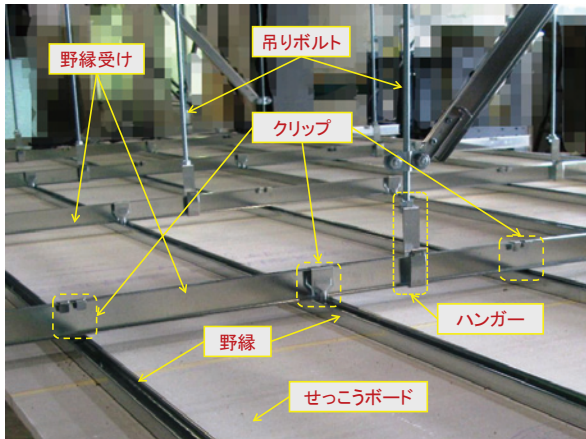 吊りボルト
野縁受け
クリップ
ハンガー
野縁
せっこうボード